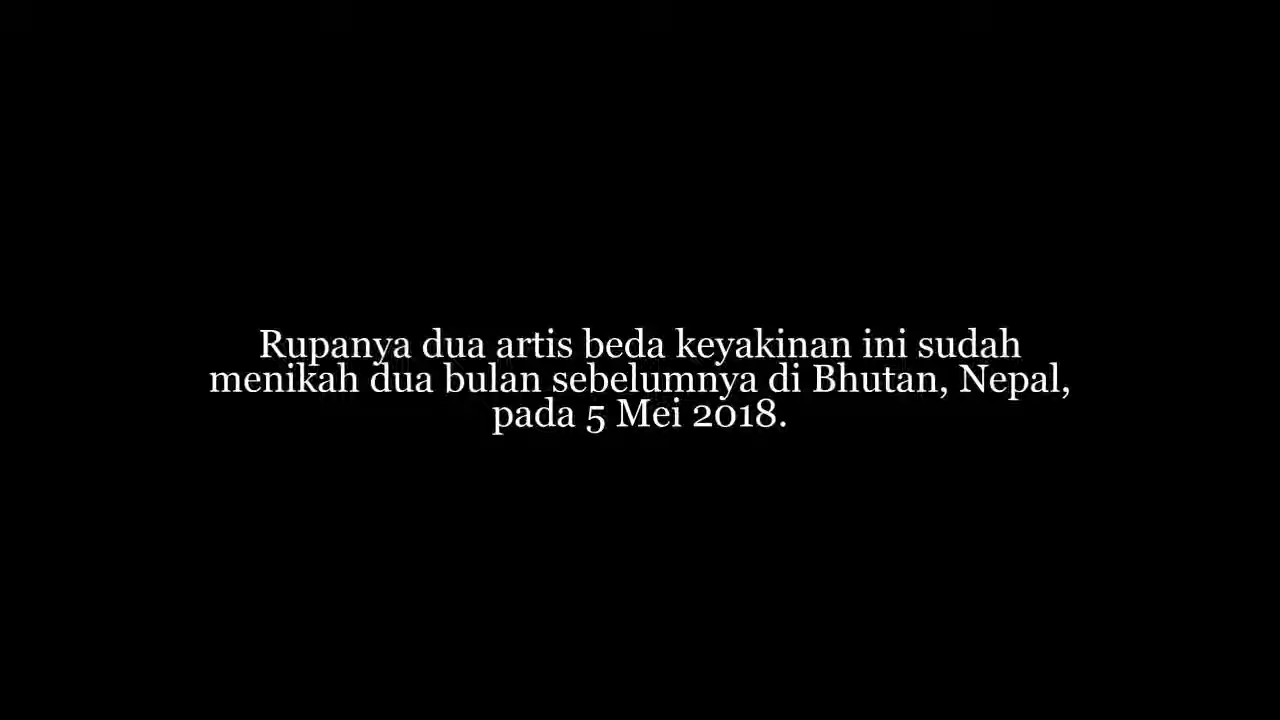 Rupanya dua artis beda keyakinan ini sudah
menikah dua bulan sebelumnya di Bhutan, Nepal,
pada 5 Mei 2018.